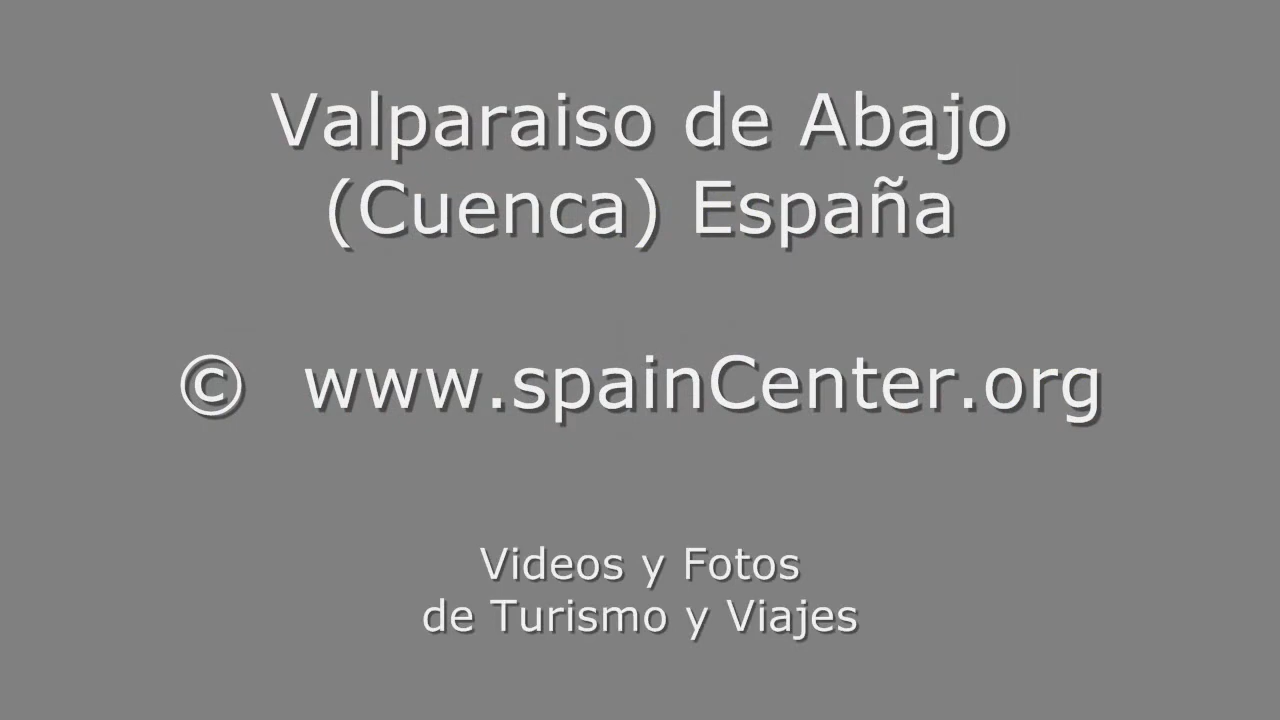 Valparaiso de Abajo
(Cuenca) España
© www.spainCenter.org
Videos y Fotos
de Turismo y Viajes